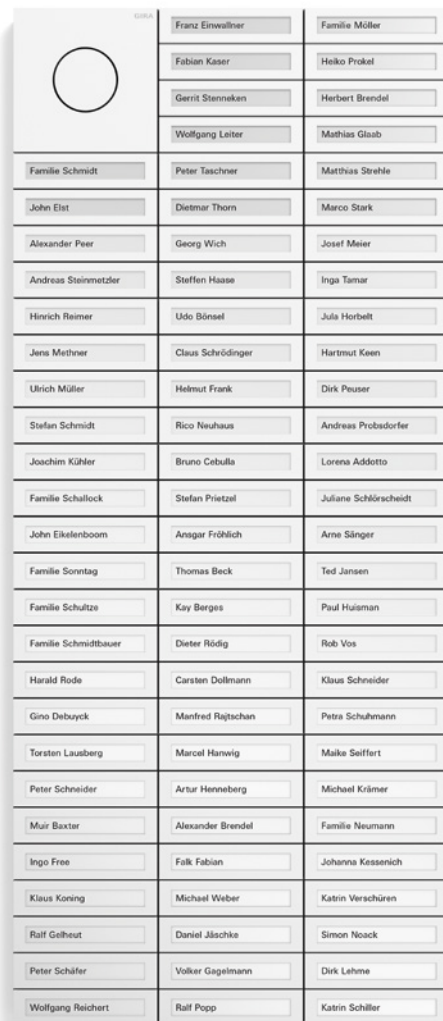 GIRA
Franz Einwallner
Familie Möller
Fabian Kaser
Heiko Prokel
Gerrit Stenneken
Herbert Brendel
Wolfgang Leiter
Mathias Glaab
Familie Schmidt
Peter Taschner
Matthias Strehle
John Elst
Dietmar Thorn
Marco Stark
Alexander Peer
Georg Wich
Josef Meier
Andreas Steinmetzler
Steffen Haase
Inga Tamar
Hinrich Reimer
Udo Bönsel
Jula Horbelt
Jens Methner
Claus Schrödinger
Hartmut Keen
Ulrich Müller
Helmut Frank
Dirk Peuser
Stefan Schmidt
Rico Neuhaus
Andreas Probsdorfer
Joachim Kühler
Bruno Cebulla
Lorena Addotto
Familie Schallock
Stefan Prietzel
Juliane Schlörscheidt
John Eikelenboom
Ansgar Fröhlich
Arne Sänger
Familie Sonntag
Thomas Beck
Ted Jansen
Familie Schultze
Kay Berges
Paul Huisman
Familie Schmidtbauer
Dieter Rödig
Rob Vos
Harald Rode
Carsten Dollmann
Klaus Schneider
Gino Debuyck
Manfred Rajtschan
Petra Schuhmann
Torsten Lausberg
Marcel Hanwig
Maike Seiffert
Peter Schneider
Artur Henneberg
Michael Krämer
Muir Baxter
Alexander Brendel
Familie Neumann
Ingo Free
Falk Fabian
Johanna Kessenich
Klaus Koning
Michael Weber
Katrin Verschüren
Ralf Gelheut
Daniel Jäschke
Simon Noack
Peter Schäfer
Volker Gagelmann
Dirk Lehme
Wolfgang Reichert
Ralf Popp
Katrin Schiller